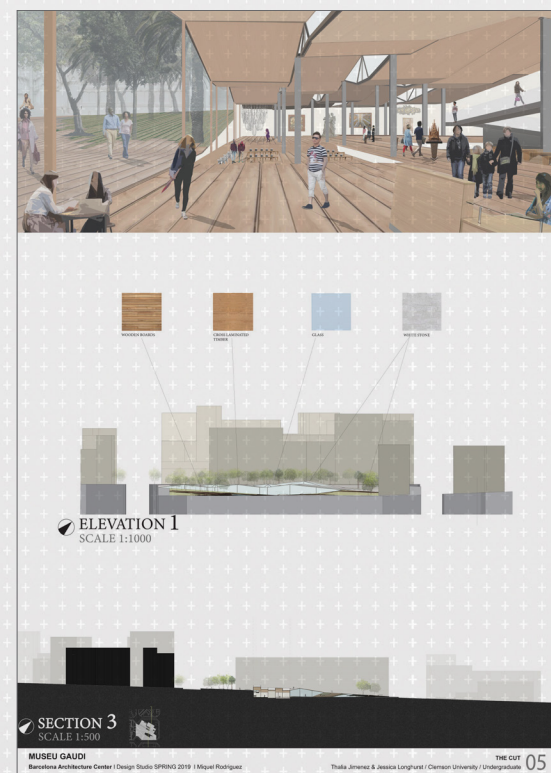 WOODEN BOARDS
CROSS LAMINATED
TIMBER
GLASS
WHITE STONE
ELEVATION 1
SCALE 1:1000
SECTION 3
SCALE 1:500
MUSEU GAUDI
Barcelona Architecture Center I Design Studio SPRING 2019 I Miquel Rodriguez
THE CUT
Thalia Jimenez & Jessica Longhurst / Clemson University / Undergraduate
05